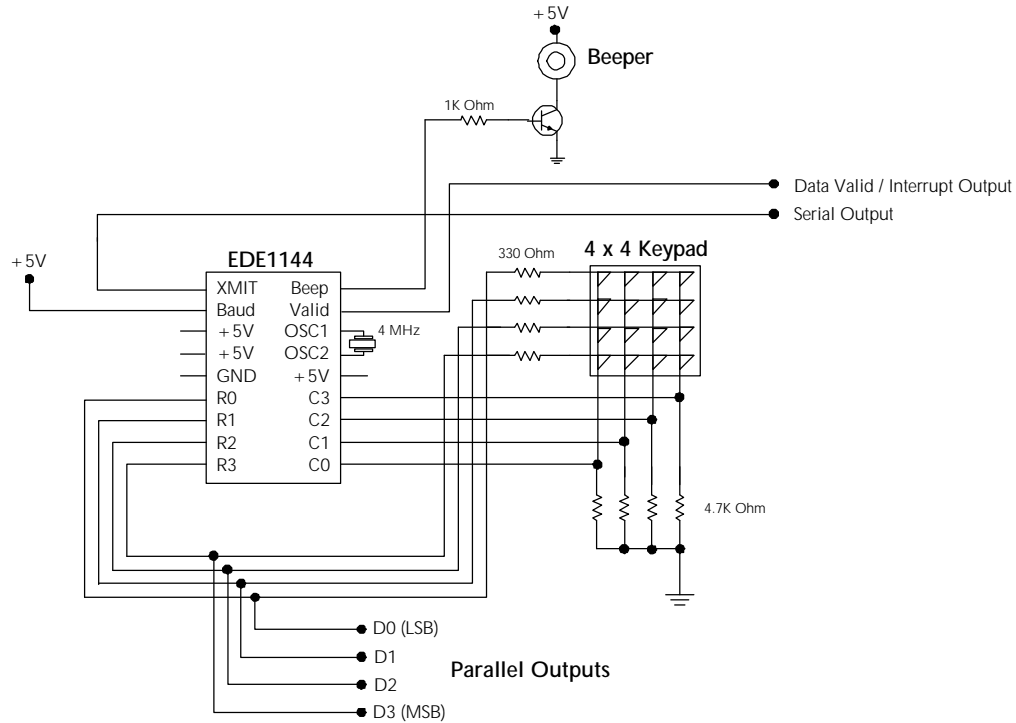 +5V
Beeper
1K Ohm
Data Valid / Interrupt Output
Serial Output
+5V
EDE1144
330 Ohm
4 x 4 Keypad
XMIT
Beep
Baud
Valid
+5V
OSC1
4 MHz
+5V
OSC2
GND
+5V
R0
C3
R1
C2
R2
C1
R3
C0
4.7K Ohm
D0 (LSB)
D1
Parallel Outputs
D2
D3 (MSB)